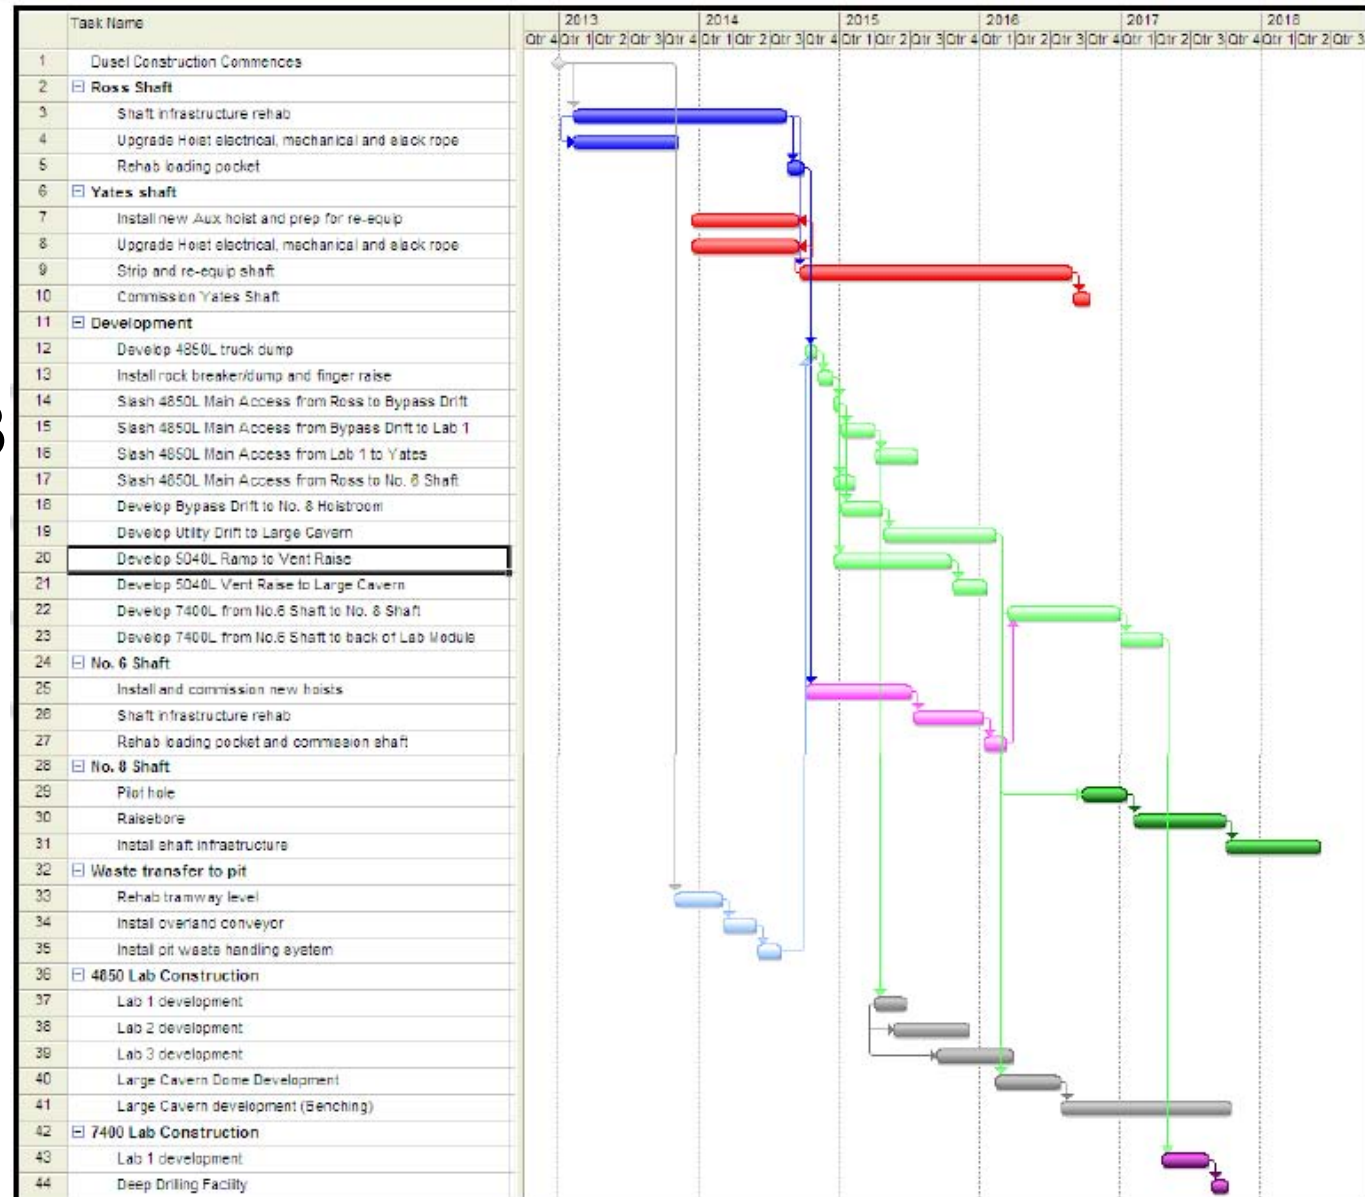 Task Name
2013 2014 2015 2016 2017 2018
Qtr 4 Qtr 1 Qtr 2 Qtr 3 Qtr 4 Qtr 1 Qtr 2 Qtr 3 Qtr 4 Qtr 1 Qtr 2 Qtr 3 Qtr 4 Qtr 1 Qtr 2 Qtr 3 Qtr 4 Qtr 1 Qtr 2 Qtr 3 Qtr 4 Qtr 1 Qtr 2 Qtr 3
1 Dusel Construction Commences
2 Ross Shaft
3 Shaft infrastructure rehab
4 Upgrade Hoist electrical, mechanical and slack rope
5 Rehab loading pocket
6 Yates shaft
7 Install new Aux hoist and prep for re-equip
8 Upgrade Hoist electrical, mechanical and slack rope
9 Strip and re-equip shaft
10 Commission Yates Shaft
11 Development
12 Develop 4850L truck dump
13 Install rock breaker/dump and finger raise
14 Slash 4850L Main Access from Ross to Bypass Drift
15 Slash 4850L Main Access from Bypass Drift to Lab 1
16 Slash 4850L Main Access from Lab 1 to Yates
17 Slash 4850L Main Access from Ross to No. 6 Shaft
18 Develop Bypass Drift to No. 8 Hoistroom
19 Develop Utility Drift to Large Cavern
20 Develop 5040L Ramp to Vent Raise
21 Develop 5040L Vent Raise to Large Cavern
22 Develop 7400L from No.6 Shaft to No. 8 Shaft
23 Develop 7400L from No.6 Shaft to back of Lab Module
24 No. 6 Shaft
25 Install and commission new hoists
26 Shaft infrastructure rehab
27 Rehab loading pocket and commission shaft
28 No. 8 Shaft
29 Pilot hole
30 Raisebore
31 Install shaft infrastructure
32 Waste transfer to pit
33 Rehab tramway level
34 Install overland conveyor
35 Install pit waste handling system
36 4850 Lab Construction
37 Lab 1 development
38 Lab 2 development
39 Lab 3 development
40 Large Cavern Dome Development
41 Large Cavern development (Benching)
42 7400 Lab Construction
43 Lab 1 development
44 Deep Drilling Facility